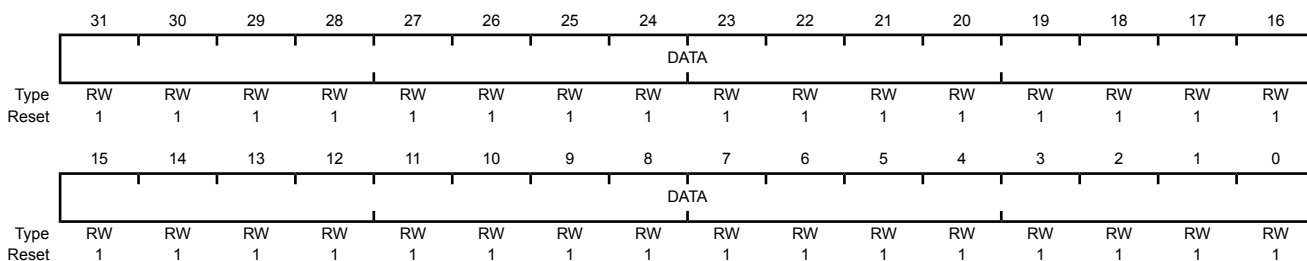 31 30 29 28 27 26 25 24 23 22 21 20 19 18 17 16
DATA
Type RW RW RW RW RW RW RW RW RW RW RW RW RW RW RW RW
Reset 1 1 1 1 1 1 1 1 1 1 1 1 1 1 1 1
15 14 13 12 11 10 9 8 7 6 5 4 3 2 1 0
DATA
Type RW RW RW RW RW RW RW RW RW RW RW RW RW RW RW RW
Reset 1 1 1 1 1 1 1 1 1 1 1 1 1 1 1 1